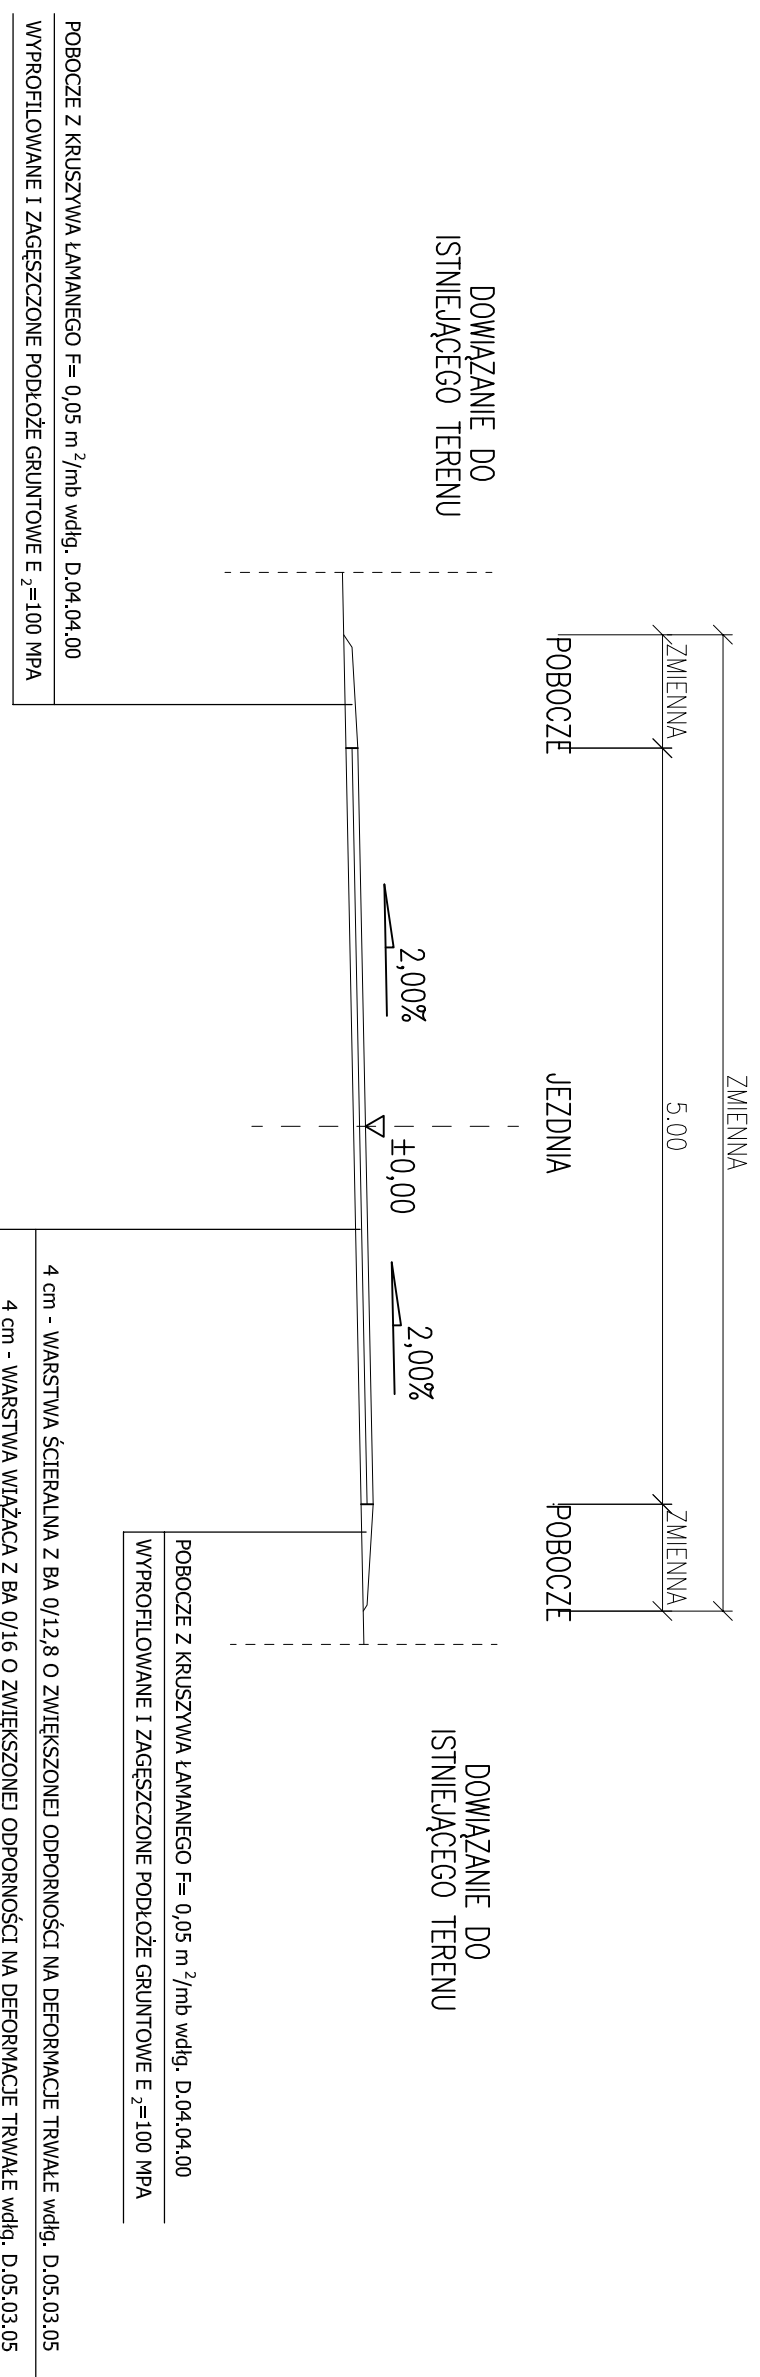 ZMIENNA
ZMIENNA
5.00
ZMIENNA
POBOCZE
JEZDNIA
POBOCZE
DOWIĄZANIE DO
ISTNIEJĄCEGO TERENU
2,00%
±0,00
2,00%
DOWIĄZANIE DO
ISTNIEJĄCEGO TERENU
POBOCZE Z KRUSZYWA ŁAMANEGO F= 0,05 m²/mb wdłg. D.04.04.00
WYPROFILOWANE I ZAGĘSZCZONE PODŁOŻE GRUNTOWE E ₂=100 MPA
POBOCZE Z KRUSZYWA ŁAMANEGO F= 0,05 m²/mb wdłg. D.04.04.00
WYPROFILOWANE I ZAGĘSZCZONE PODŁOŻE GRUNTOWE E ₂=100 MPA
4 cm - WARSTWA ŚCIERALNA Z BA 0/12,8 O ZWIĘKSZONEJ ODPORNOŚCI NA DEFORMACJE TRWAŁE wdłg. D.05.03.05
4 cm - WARSTWA WIĄŻACA Z BA 0/16 O ZWIĘKSZONEJ ODPORNOŚCI NA DEFORMACJE TRWAŁE wdłg. D.05.03.05